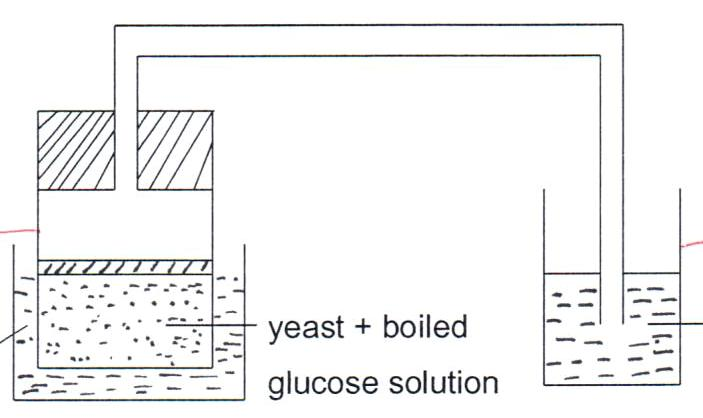 yeast + boiled
glucose solution